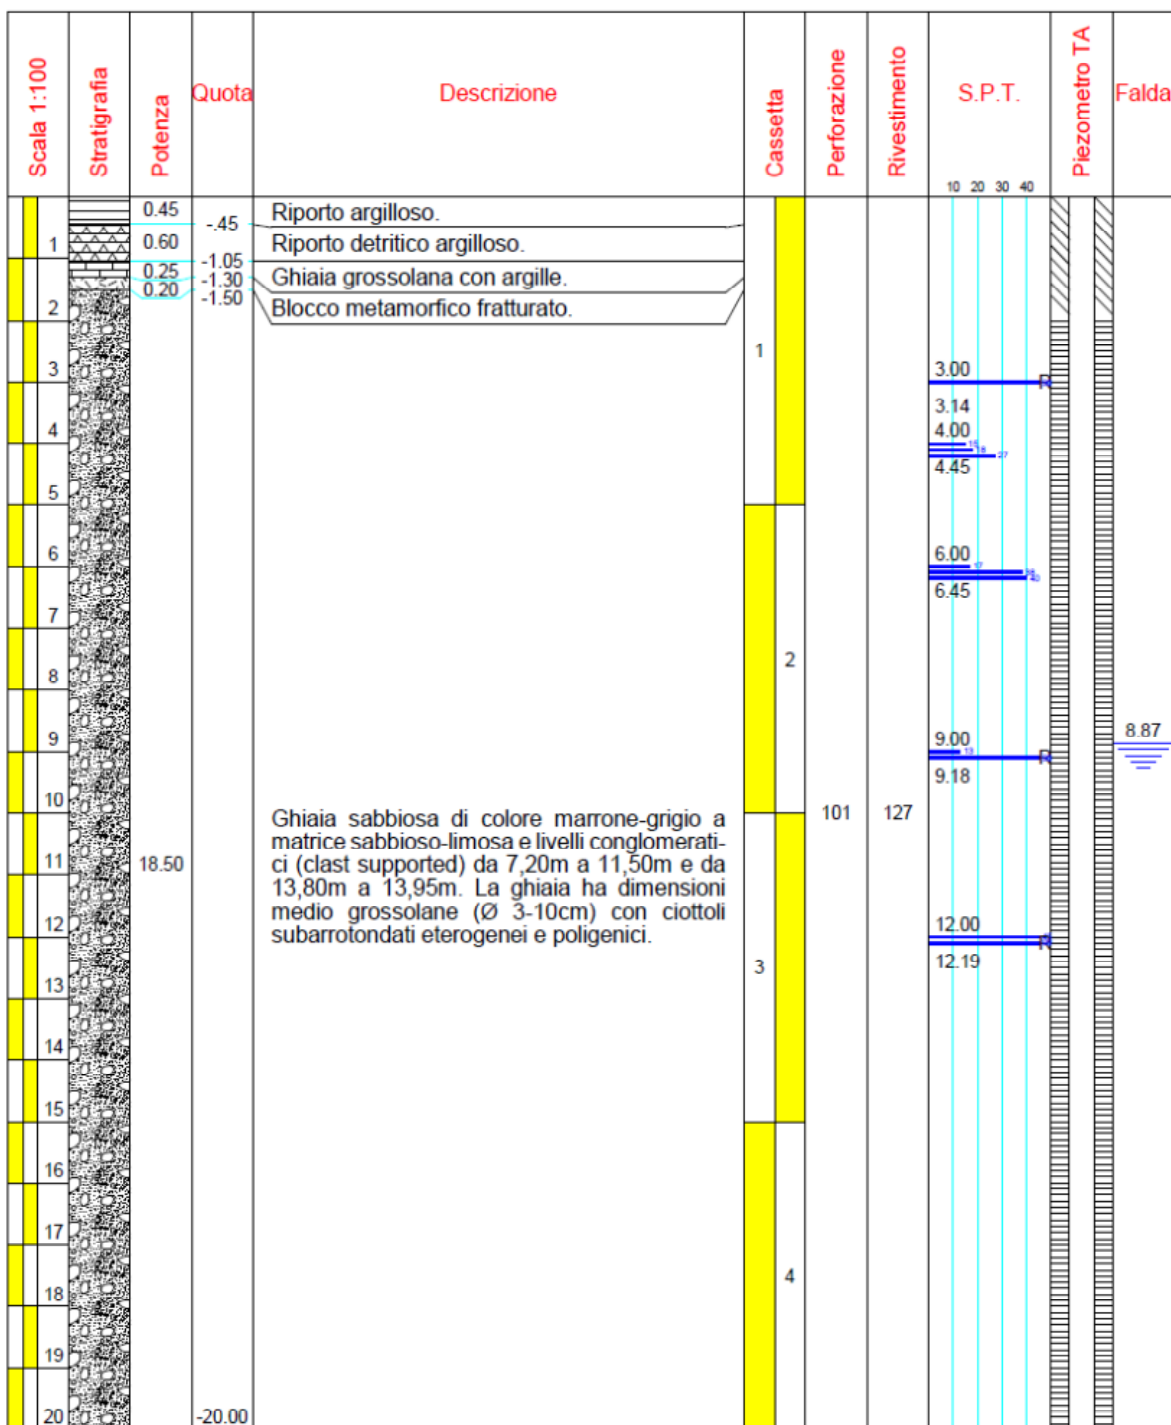 Scala 1:100
Stratigrafia
Potenza
Quota
Descrizione
Cassetta
Perforazione
Rivestimento
S.P.T.
Piezometro TA
Falda
10 20 30 40
0.45
-.45
Riporto argilloso.
1
0.60
-1.05
Riporto detritico argilloso.
0.25
-1.30
Ghiaia grossolana con argille.
0.20
-1.50
Blocco metamorfico fratturato.
2
3
4
5
6
7
8
9
10
11
12
13
14
15
16
17
18
19
20
18.50
-20.00
Ghiaia sabbiosa di colore marrone-grigio a
matrice sabbioso-limosa e livelli conglomerati-
ci (clast supported) da 7,20m a 11,50m e da
13,80m a 13,95m. La ghiaia ha dimensioni
medio grossolane (Ø 3-10cm) con ciottoli
subarrotondati eterogenei e poligenici.
1
2
3
4
101
127
3.00
3.14
4.00
15
18
27
4.45
6.00
17
38
40
6.45
9.00
13
9.18
12.00
12.19
8.87